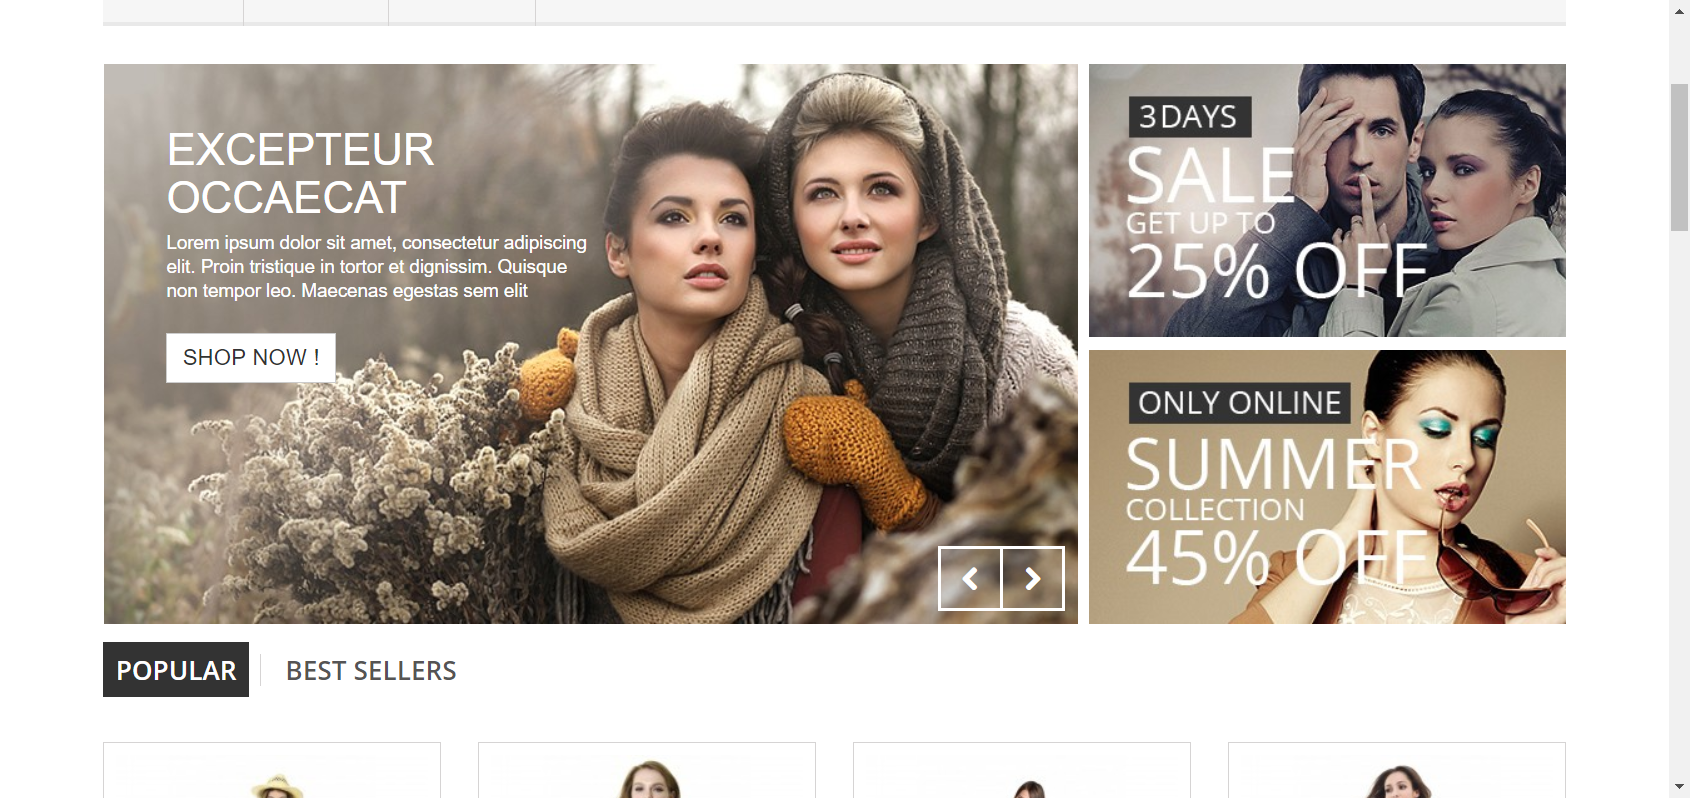 EXCEPTEUR
OCCAECAT
Lorem ipsum dolor sit amet, consectetur adipiscing
elit. Proin tristique in tortor et dignissim. Quisque
non tempor leo. Maecenas egestas sem elit
SHOP NOW !
3 DAYS
SALE
GET UP TO
25% OFF
ONLY ONLINE
SUMMER
COLLECTION
45% OFF
POPULAR
BEST SELLERS